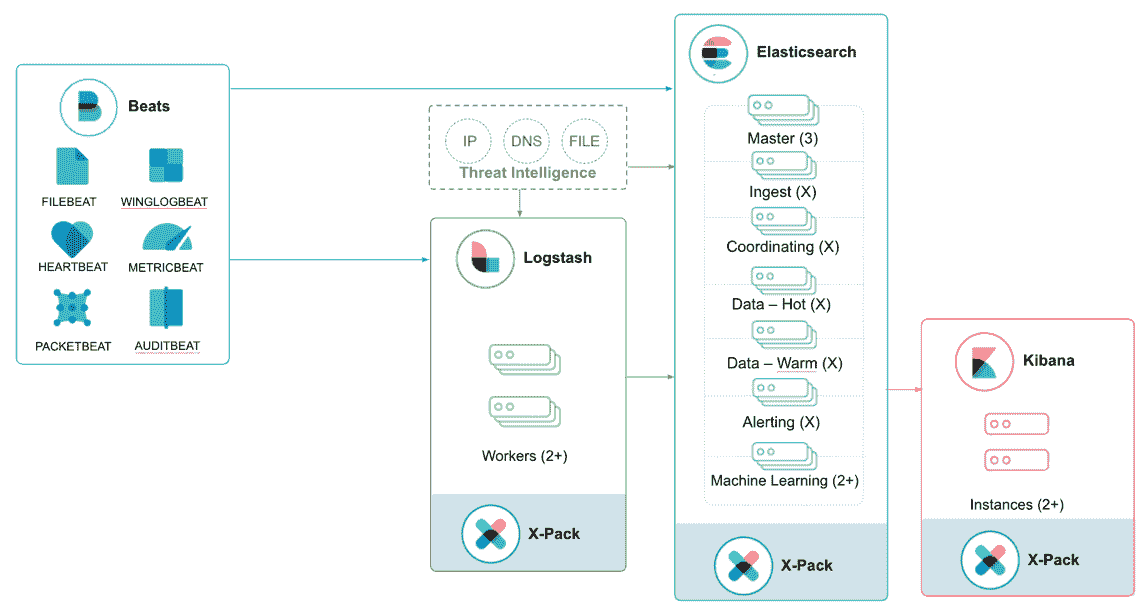 Beats
FILEBEAT
WINGLOGBEAT
HEARTBEAT
METRICBEAT
PACKETBEAT
AUDITBEAT
IP
DNS
FILE
Threat Intelligence
Logstash
Workers (2+)
X-Pack
Elasticsearch
Master (3)
Ingest (X)
Coordinating (X)
Data – Hot (X)
Data – Warm (X)
Alerting (X)
Machine Learning (2+)
X-Pack
Kibana
Instances (2+)
X-Pack